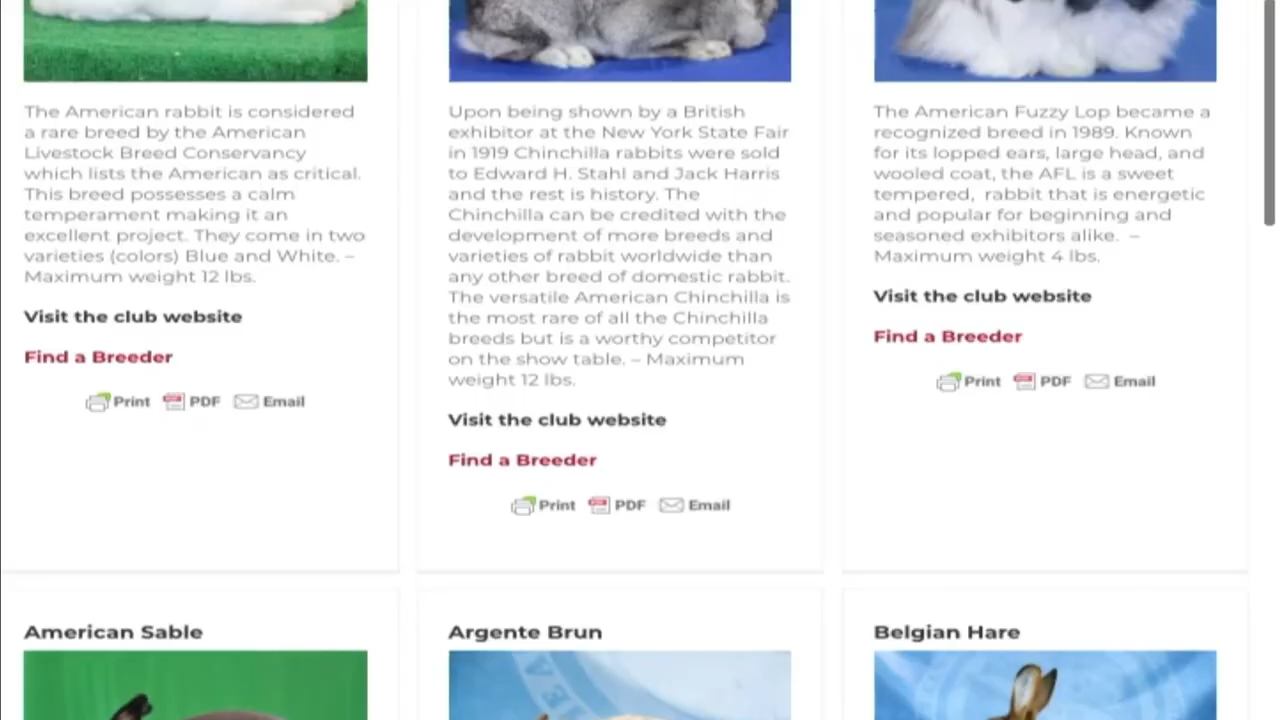 The American rabbit is considered
a rare breed by the American
Livestock Breed Conservancy
which lists the American as critical.
This breed possesses a calm
temperament making it an
excellent project. They come in two
varieties (colors) Blue and White. –
Maximum weight 12 lbs.
Visit the club website
Find a Breeder
Print PDF Email
Upon being shown by a British
exhibitor at the New York State Fair
in 1919 Chinchilla rabbits were sold
to Edward H. Stahl and Jack Harris
and the rest is history. The
Chinchilla can be credited with the
development of more breeds and
varieties of rabbit worldwide than
any other breed of domestic rabbit.
The versatile American Chinchilla is
the most rare of all the Chinchilla
breeds but is a worthy competitor
on the show table. – Maximum
weight 12 lbs.
Visit the club website
Find a Breeder
Print PDF Email
The American Fuzzy Lop became a
recognized breed in 1989. Known
for its lopped ears, large head, and
wooled coat, the AFL is a sweet
tempered,  rabbit that is energetic
and popular for beginning and
seasoned exhibitors alike.  –
Maximum weight 4 lbs.
Visit the club website
Find a Breeder
Print PDF Email
American Sable
Argente Brun
Belgian Hare